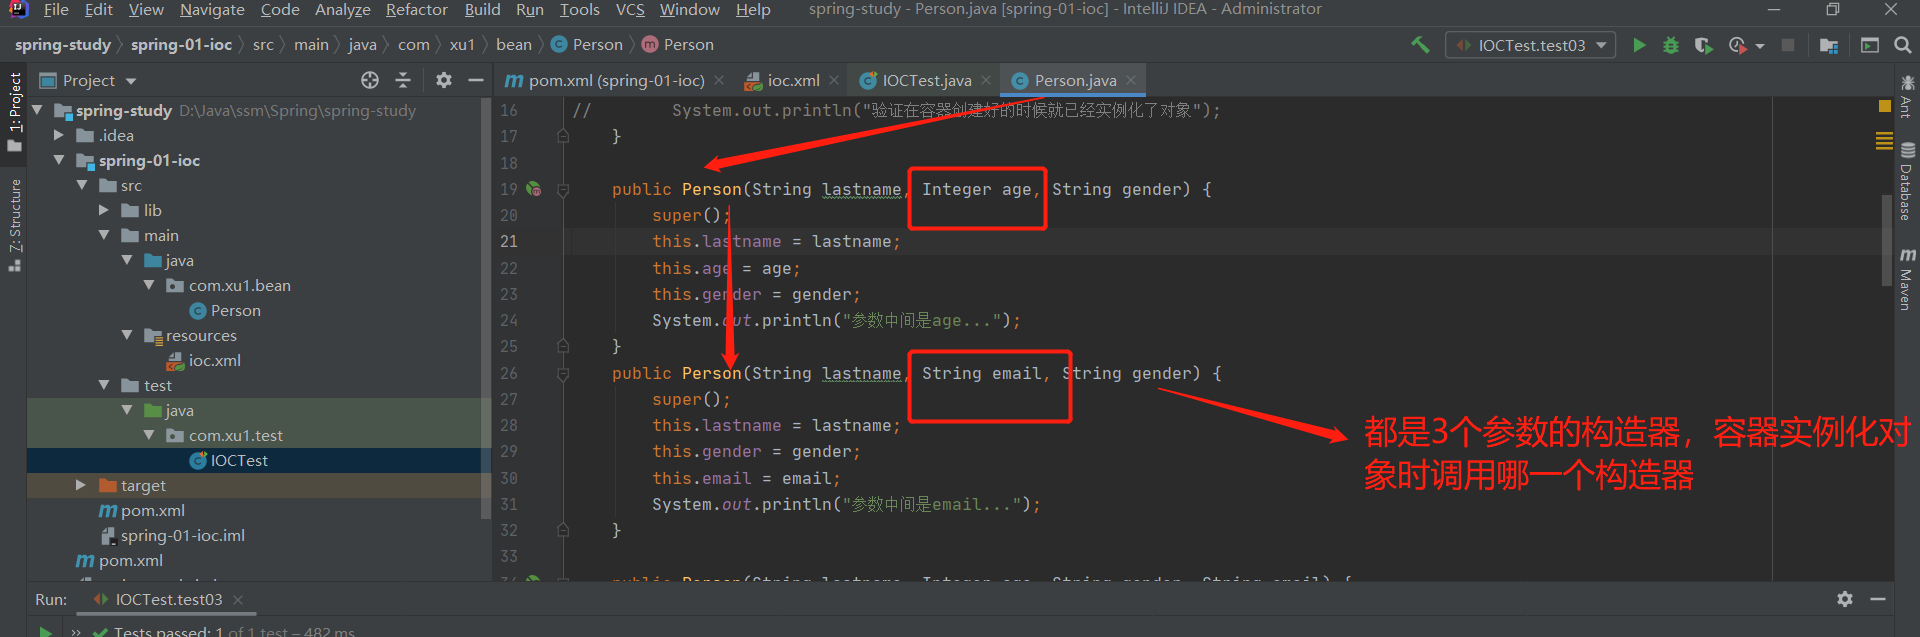 File Edit View Navigate Code Analyze Refactor Build Run Tools VCS Window Help spring-study - Person.java [spring-01-ioc] - IntelliJ IDEA - Administrator
spring-study spring-01-ioc src main java com xu1 bean Person Person IOCTest.test03
Project pom.xml (spring-01-ioc) ioc.xml IOCTest.java Person.java
1: Project
Z: Structure
spring-study D:\Java\ssm\Spring\spring-study
.idea
spring-01-ioc
src
lib
main
java
com.xu1.bean
Person
resources
ioc.xml
test
java
com.xu1.test
IOCTest
target
pom.xml
spring-01-ioc.iml
pom.xml
16 // System.out.println("验证在容器创建好的时候就已经实例化了对象");
17 }
18
19 public Person(String lastname, Integer age, String gender) {
20 super();
21 this.lastname = lastname;
22 this.age = age;
23 this.gender = gender;
24 System.out.println("参数中间是age...");
25 }
26 public Person(String lastname, String email, String gender) {
27 super();
28 this.lastname = lastname;
29 this.gender = gender;
30 this.email = email;
31 System.out.println("参数中间是email...");
32 }
33
public Person(String lastname, Integer age, String gender, String email) {
都是3个参数的构造器，容器实例化对
象时调用哪一个构造器
Ant
Database
Maven
Run: IOCTest.test03
Tests passed: 1 of 1 test – 482 ms